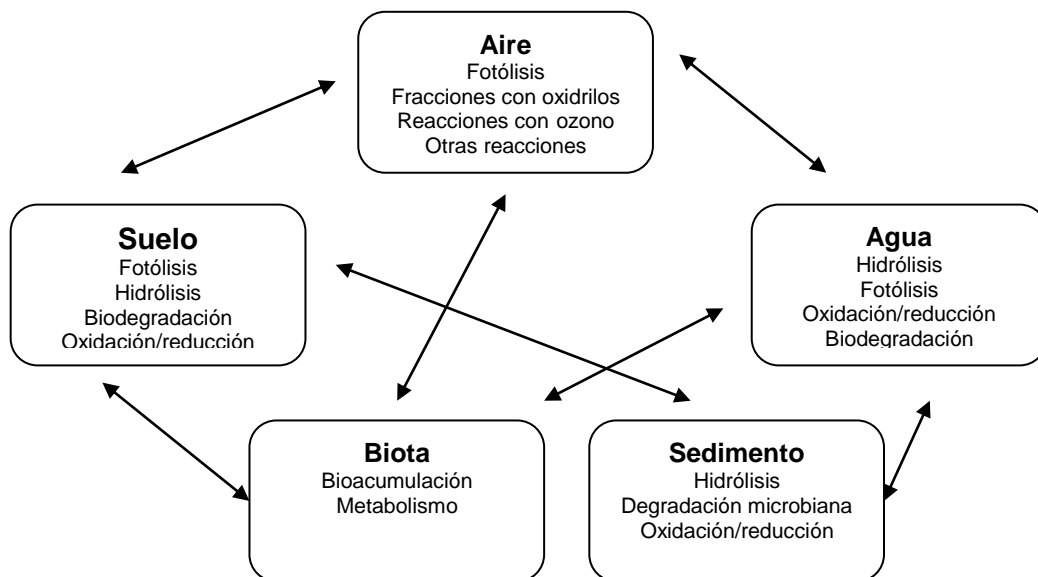 Aire
Fotólisis
Fracciones con oxidrilos
Reacciones con ozono
Otras reacciones
Suelo
Fotólisis
Hidrólisis
Biodegradación
Oxidación/reducción
Agua
Hidrólisis
Fotólisis
Oxidación/reducción
Biodegradación
Biota
Bioacumulación
Metabolismo
Sedimento
Hidrólisis
Degradación microbiana
Oxidación/reducción